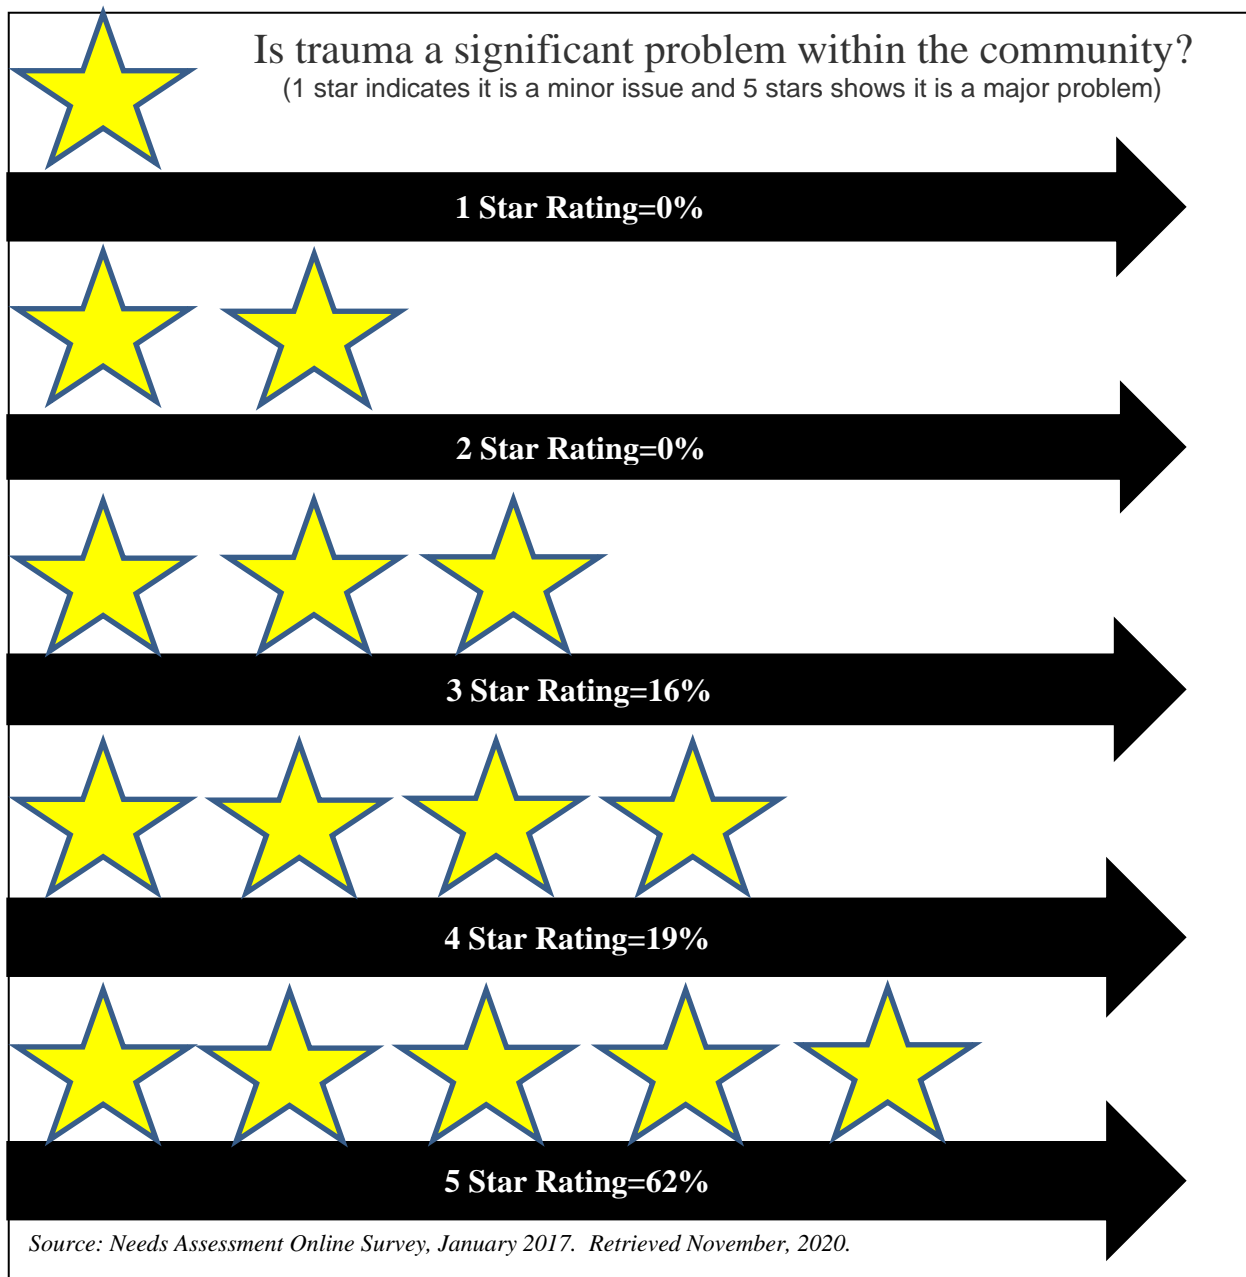 Is trauma a significant problem within the community?
(1 star indicates it is a minor issue and 5 stars shows it is a major problem)
1 Star Rating=0%
2 Star Rating=0%
3 Star Rating=16%
4 Star Rating=19%
5 Star Rating=62%
Source: Needs Assessment Online Survey, January 2017.  Retrieved November, 2020.